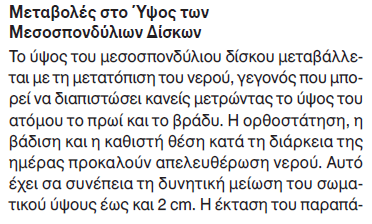 Μεταβολές στο Ύψος των
Μεσοσπονδύλιων Δίσκων
Το ύψος του μεσοσπονδύλιου δίσκου μεταβάλλε-
ται με τη μετατόπιση του νερού, γεγονός που μπο-
ρεί να διαπιστώσει κανείς μετρώντας το ύψος του
ατόμου το πρωί και το βράδυ. Η ορθοστάτηση, η
βάδιση και η καθιστή θέση κατά τη διάρκεια της
ημέρας προκαλούν απελευθέρωση νερού. Αυτό
έχει σα συνέπεια τη δυνητική μείωση του σωμα-
τικού ύψους έως και 2 cm. Η έκταση του παραπά-